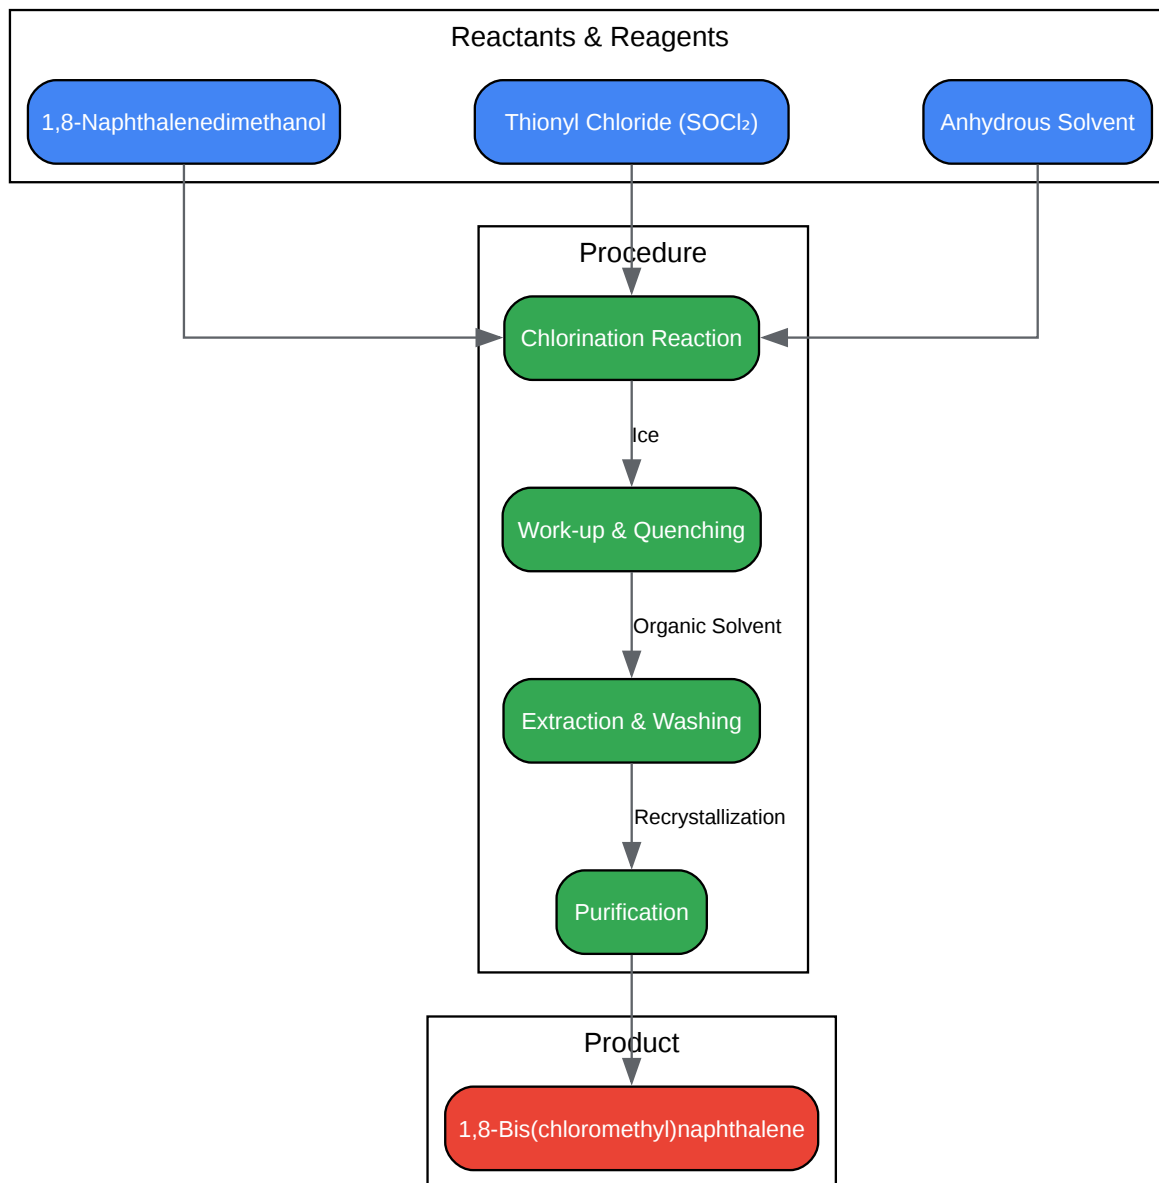 Reactants & Reagents
1,8-Naphthalenedimethanol
Thionyl Chloride (SOCl₂)
Anhydrous Solvent
Procedure
Chlorination Reaction
Ice
Work-up & Quenching
Organic Solvent
Extraction & Washing
Recrystallization
Purification
Product
1,8-Bis(chloromethyl)naphthalene